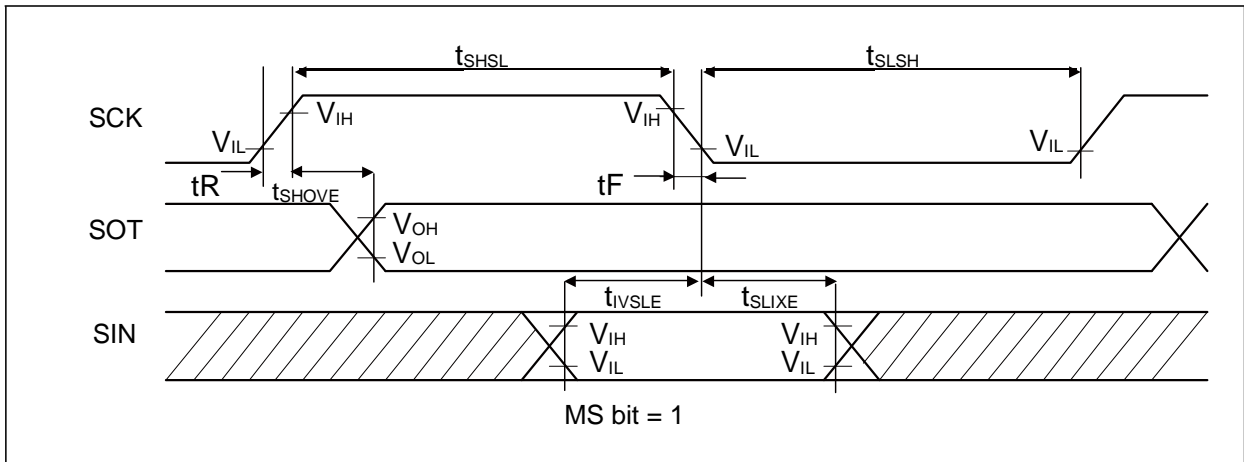 tSHSL
tSLSH
SCK
VIH
VIH
VIL
VIL
VIL
tR
tSHOVE
tF
SOT
VOH
VOL
tIVSLE
tSLIXE
SIN
VIH
VIH
VIL
VIL
MS bit = 1